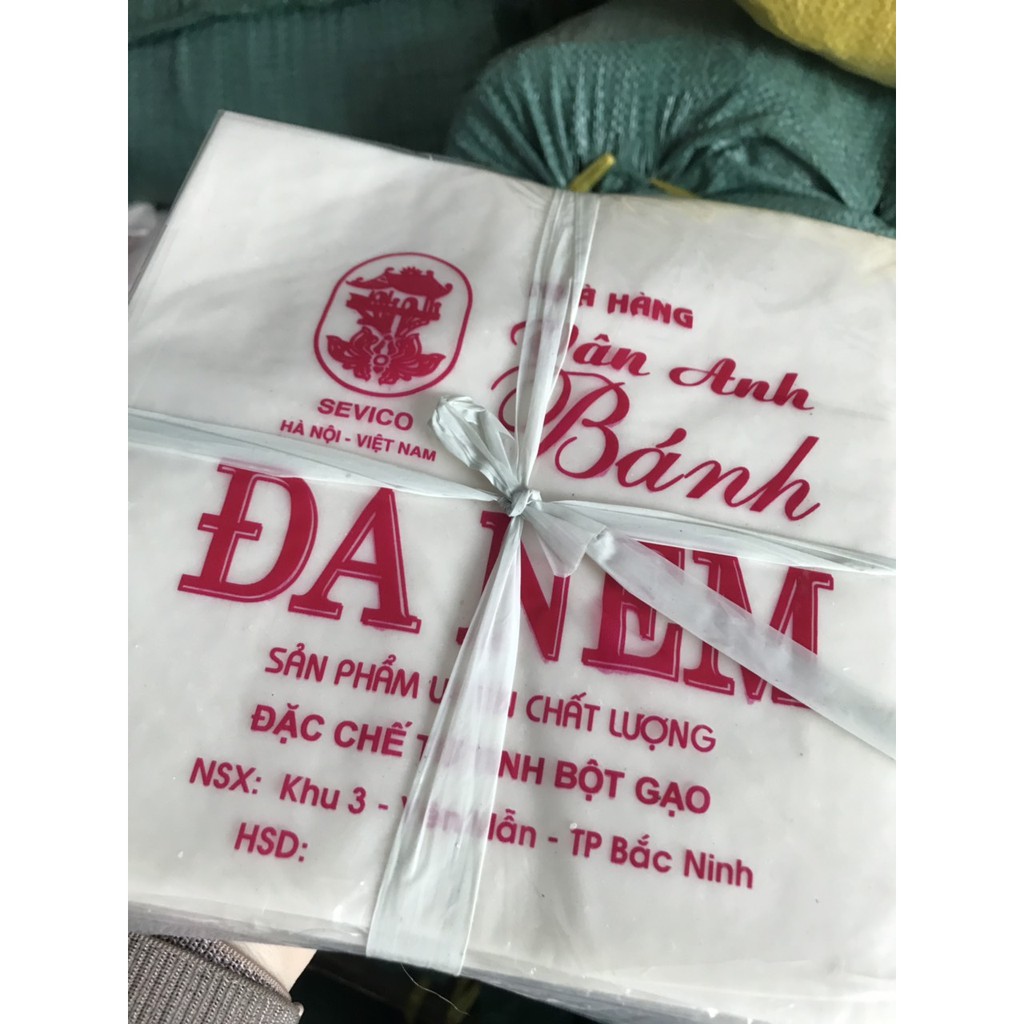 SEVICO
HÀ NỘI - VIỆT NAM
HÀNG
Anh
Bánh
ĐA NEM
SẢN PHẨM CHẤT LƯỢNG
ĐẶC CHẾ BỘT GẠO
NSX: Khu 3 - - TP Bắc Ninh
HSD: